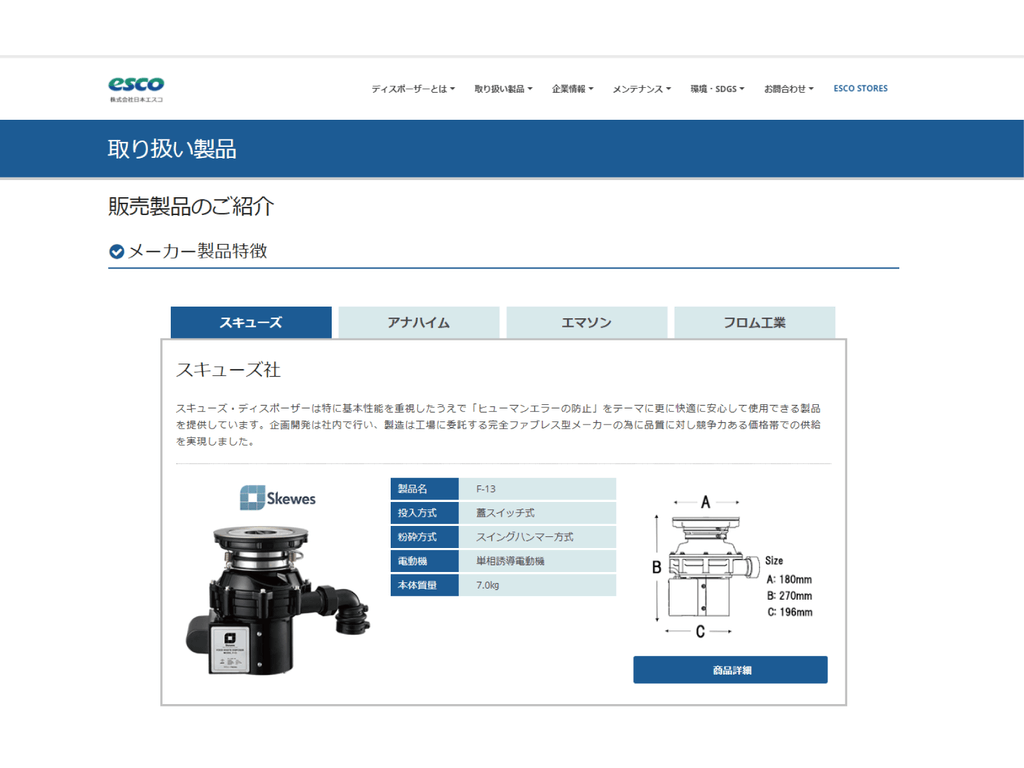 esco
株式会社日本エスコ
ディスポーザーとは 取り扱い製品 企業情報 メンテナンス 環境・SDGS お問合わせ ESCO STORES
取り扱い製品
販売製品のご紹介
メーカー製品特徴
スキューズ アナハイム エマソン フロム工業
スキューズ社
スキューズ・ディスポーザーは特に基本性能を重視したうえで「ヒューマンエラーの防止」をテーマに更に快適に安心して使用できる製品
を提供しています。企画開発は社内で行い、製造は工場に委託する完全ファブレス型メーカーの為に品質に対し競争力ある価格帯での供給
を実現しました。
Skewes
製品名 F-13
投入方式 蓋スイッチ式
粉砕方式 スイングハンマー方式
電動機 単相誘導電動機
本体質量 7.0kg
A
B
C
Size
A: 180mm
B: 270mm
C: 196mm
商品詳細